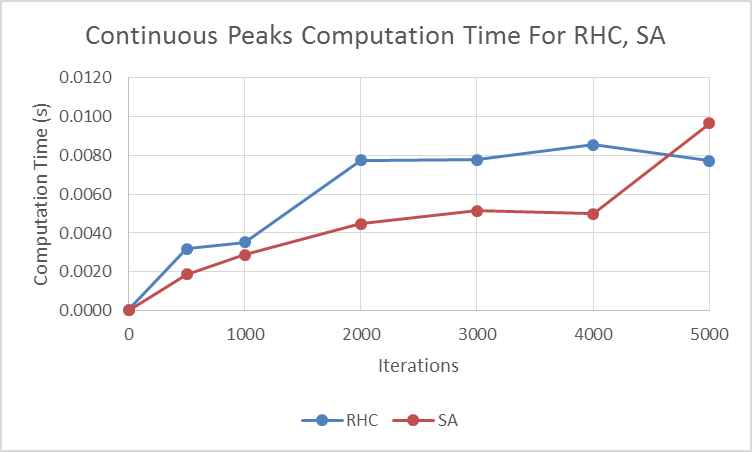 Continuous Peaks Computation Time For RHC, SA
0.0120
0.0100
0.0080
0.0060
0.0040
0.0020
0.0000
Computation Time (s)
0 1000 2000 3000 4000 5000
Iterations
RHC SA